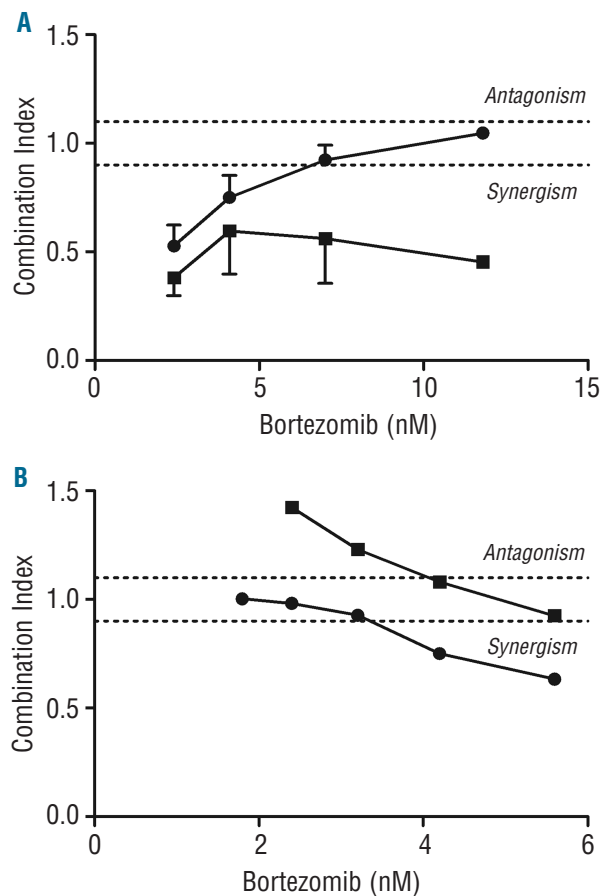 A
1.5
Antagonism
1.0
Synergism
0.5
0.0
0
5
10
15
Combination Index
Bortezomib (nM)
B
1.5
Antagonism
1.0
Synergism
0.5
0.0
0
2
4
6
Combination Index
Bortezomib (nM)